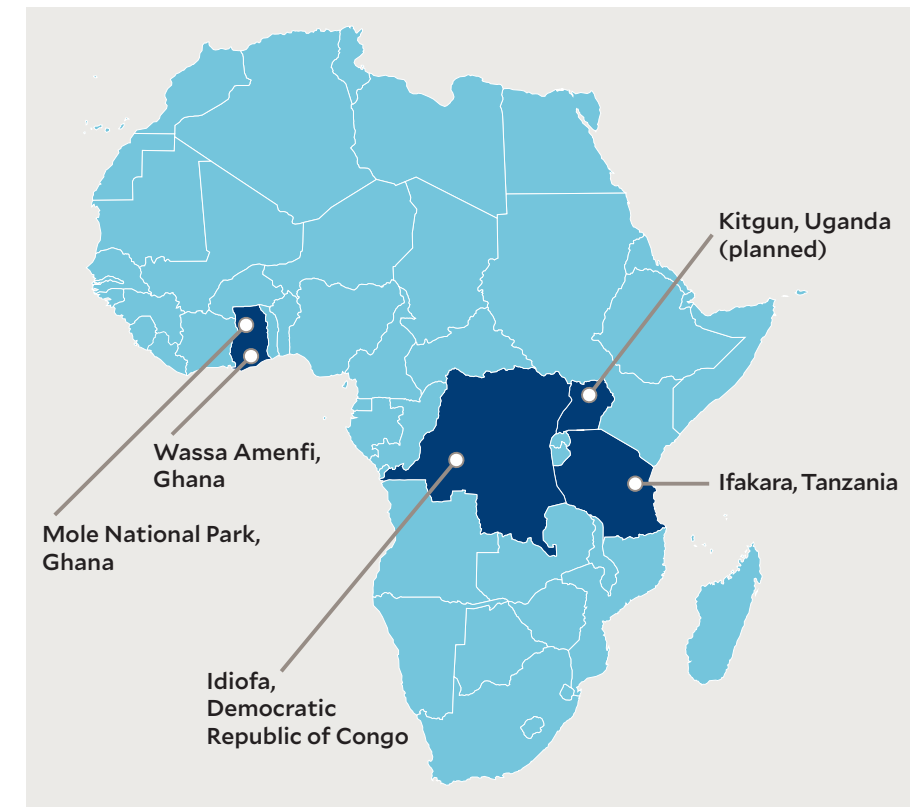 Kitgun, Uganda
(planned)
Wassa Amenfi,
Ghana
Ifakara, Tanzania
Mole National Park,
Ghana
Idiofa,
Democratic
Republic of Congo